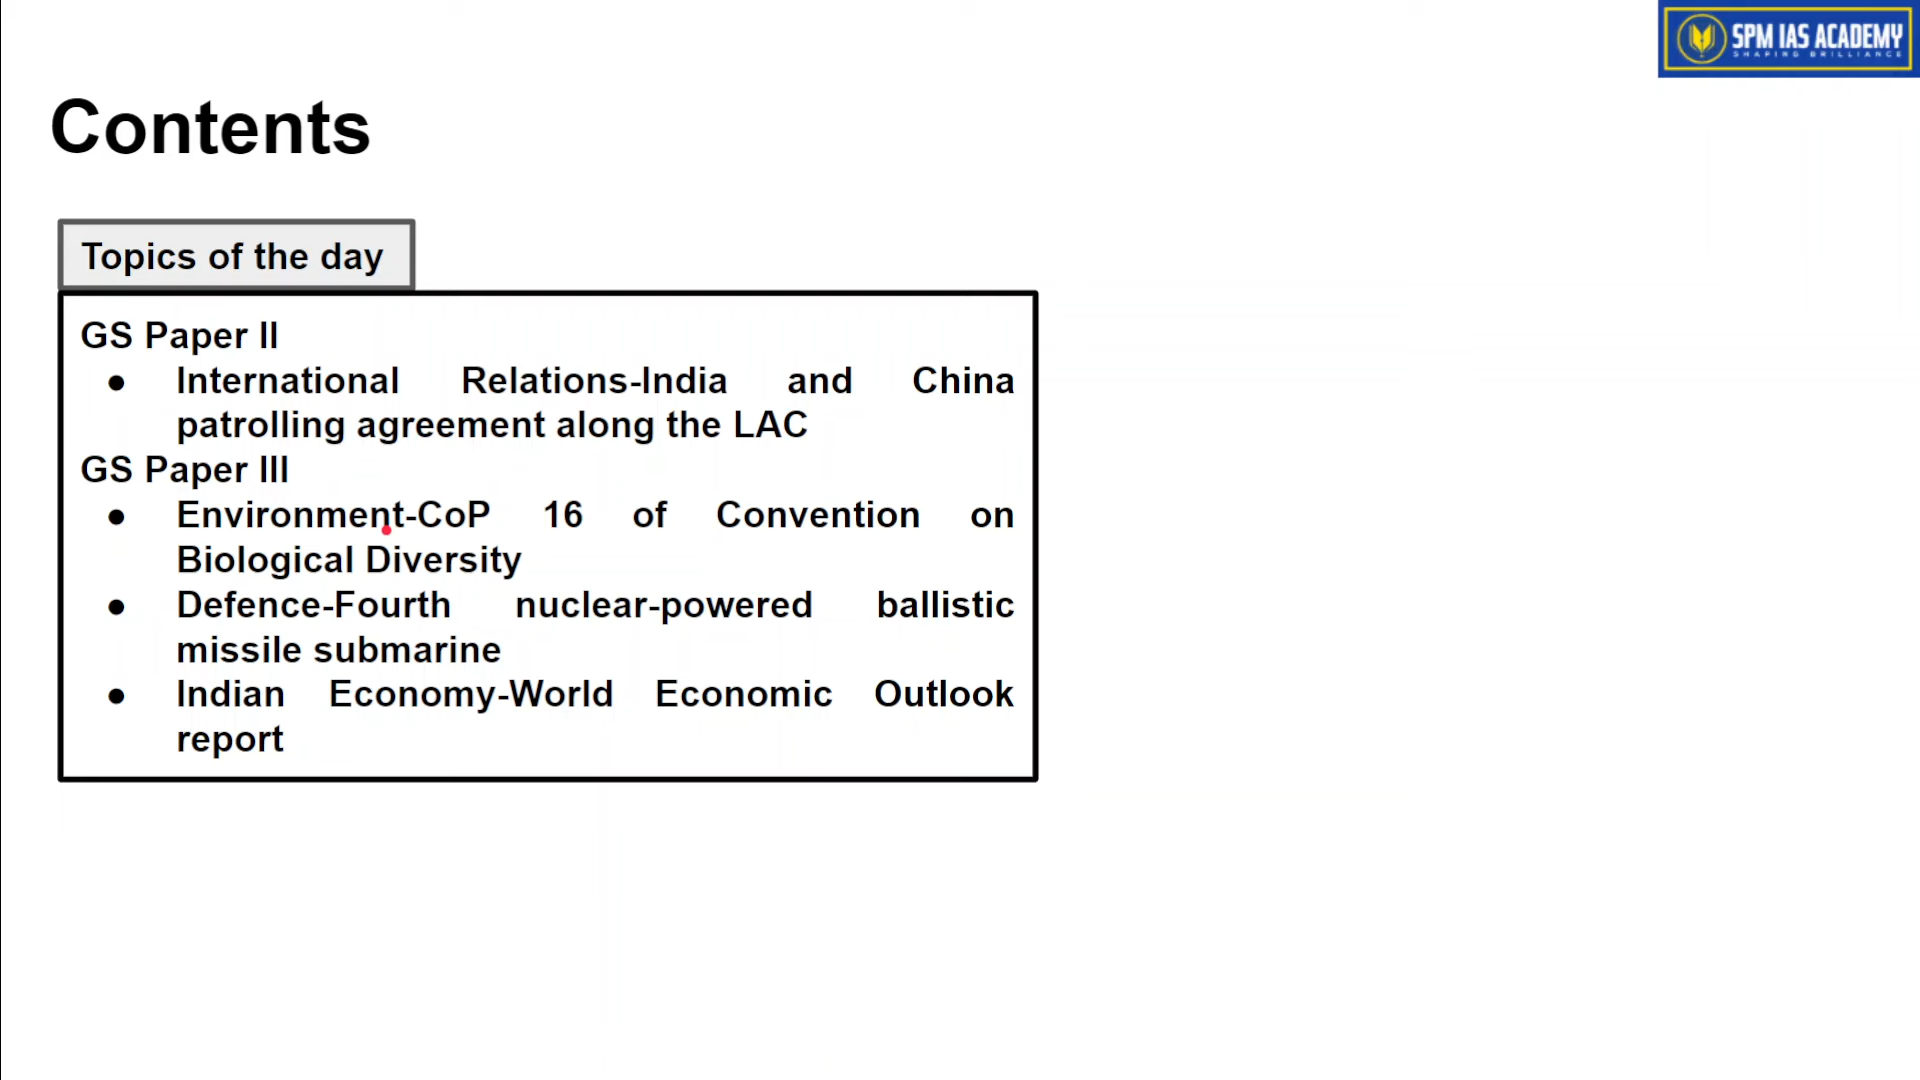 SPM IAS ACADEMY
SHAPING BRILLIANCE
Contents
Topics of the day
GS Paper II
● International Relations-India and China
patrolling agreement along the LAC
GS Paper III
● Environment-CoP 16 of Convention on
Biological Diversity
● Defence-Fourth nuclear-powered ballistic
missile submarine
● Indian Economy-World Economic Outlook
report